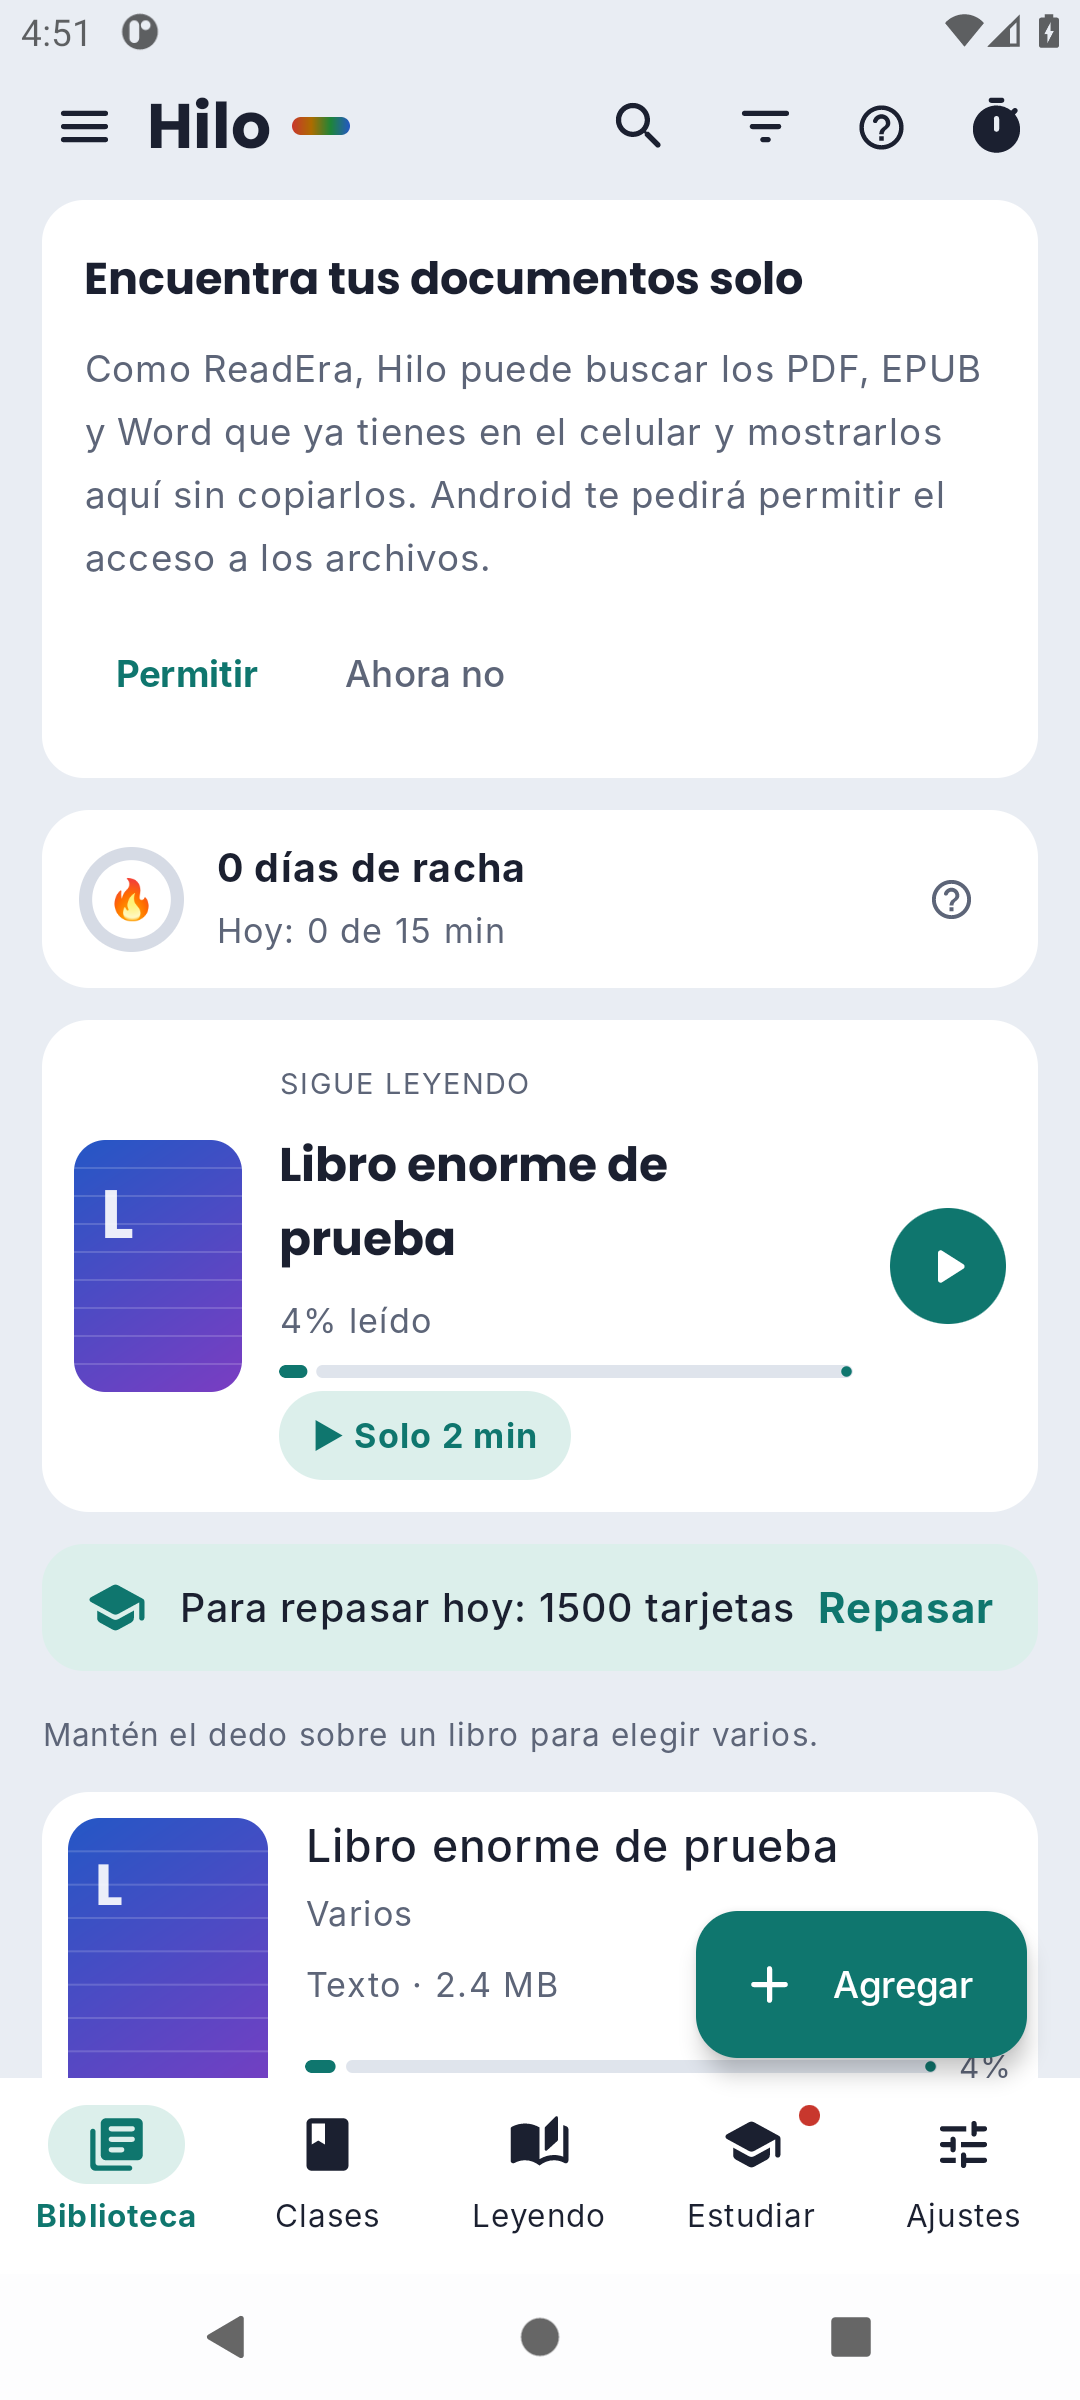 4:51
Hilo
Encuentra tus documentos solo
Como ReadEra, Hilo puede buscar los PDF, EPUB
y Word que ya tienes en el celular y mostrarlos
aquí sin copiarlos. Android te pedirá permitir el
acceso a los archivos.
Permitir Ahora no
0 días de racha
Hoy: 0 de 15 min
SIGUE LEYENDO
L
Libro enorme de
prueba
4% leído
Solo 2 min
Para repasar hoy: 1500 tarjetas Repasar
Mantén el dedo sobre un libro para elegir varios.
L
Libro enorme de prueba
Varios
Texto · 2.4 MB
Agregar
4%
Biblioteca Clases Leyendo Estudiar Ajustes